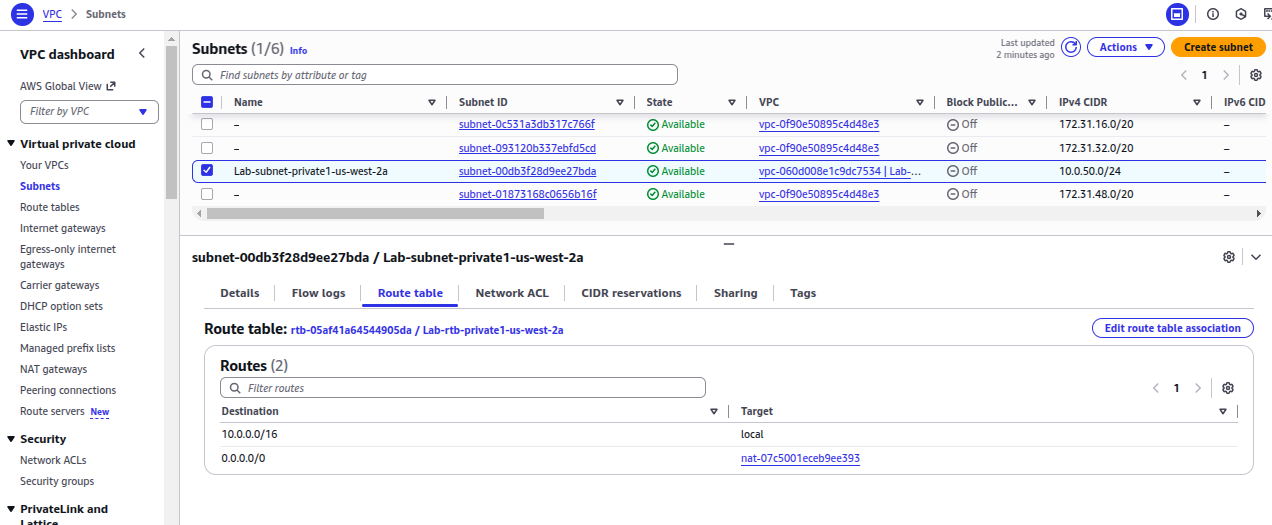 VPC > Subnets
VPC dashboard
AWS Global View
Filter by VPC
Virtual private cloud
Your VPCs
Subnets
Route tables
Internet gateways
Egress-only internet
gateways
Carrier gateways
DHCP option sets
Elastic IPs
Managed prefix lists
NAT gateways
Peering connections
Route servers New
Security
Network ACLs
Security groups
PrivateLink and
Lattice
Subnets (1/6) Info
Last updated
2 minutes ago
Actions
Create subnet
Find subnets by attribute or tag
1
Name Subnet ID State VPC Block Public... IPv4 CIDR IPv6 CID
– subnet-0c531a3db317c766f Available vpc-0f90e50895c4d48e3 Off 172.31.16.0/20 –
– subnet-093120b337ebfd5cd Available vpc-0f90e50895c4d48e3 Off 172.31.32.0/20 –
Lab-subnet-private1-us-west-2a subnet-00db3f28d9ee27bda Available vpc-060d008e1c9dc7534 | Lab-... Off 10.0.50.0/24 –
– subnet-01873168c0656b16f Available vpc-0f90e50895c4d48e3 Off 172.31.48.0/20 –
subnet-00db3f28d9ee27bda / Lab-subnet-private1-us-west-2a
Details Flow logs Route table Network ACL CIDR reservations Sharing Tags
Route table: rtb-05af41a64544905da / Lab-rtb-private1-us-west-2a
Edit route table association
Routes (2)
Filter routes
1
Destination Target
10.0.0.0/16 local
0.0.0.0/0 nat-07c5001eceb9ee393